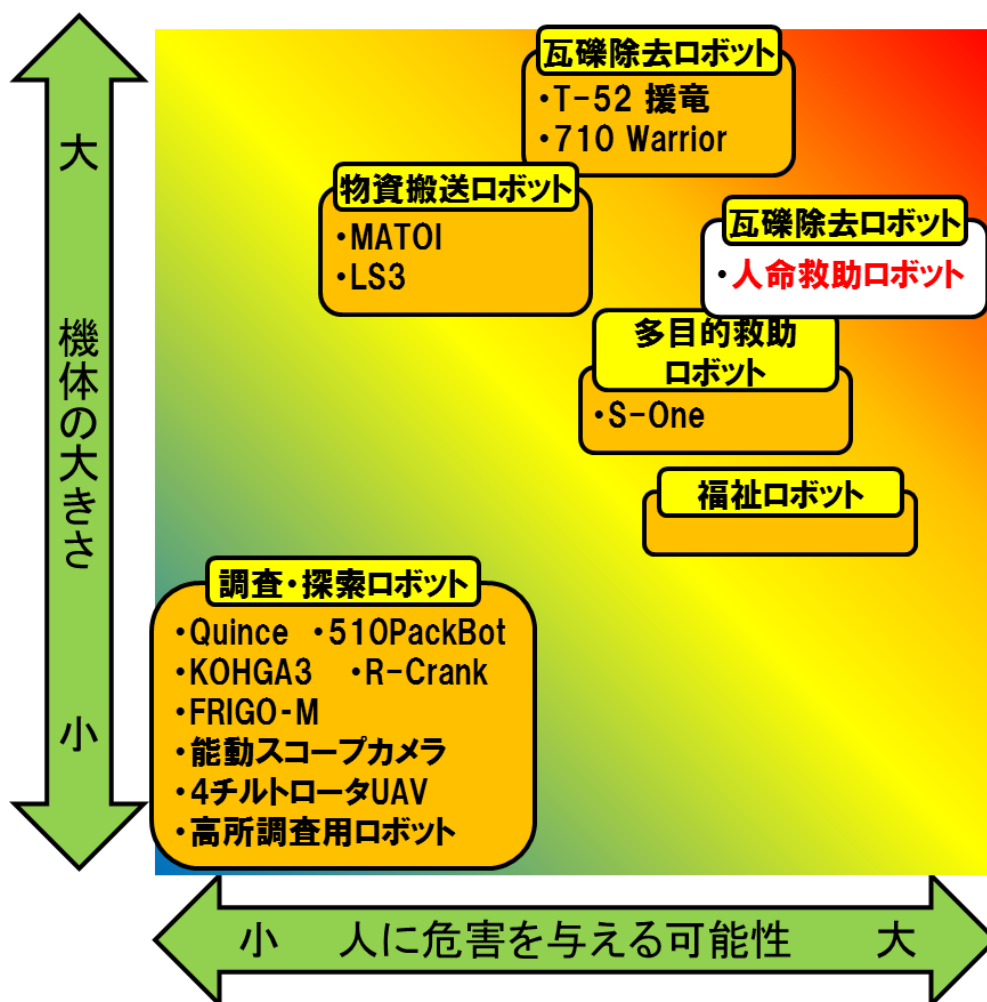 大
機体の大きさ
小
瓦礫除去ロボット
・T-52 援竜
・710 Warrior
物資搬送ロボット
・MATOI
・LS3
瓦礫除去ロボット
・人命救助ロボット
多目的救助
ロボット
・S-One
福祉ロボット
調査・探索ロボット
・Quince ・510PackBot
・KOHGA3 ・R-Crank
・FRIGO-M
・能動スコープカメラ
・4チルトロータUAV
・高所調査用ロボット
小 人に危害を与える可能性 大